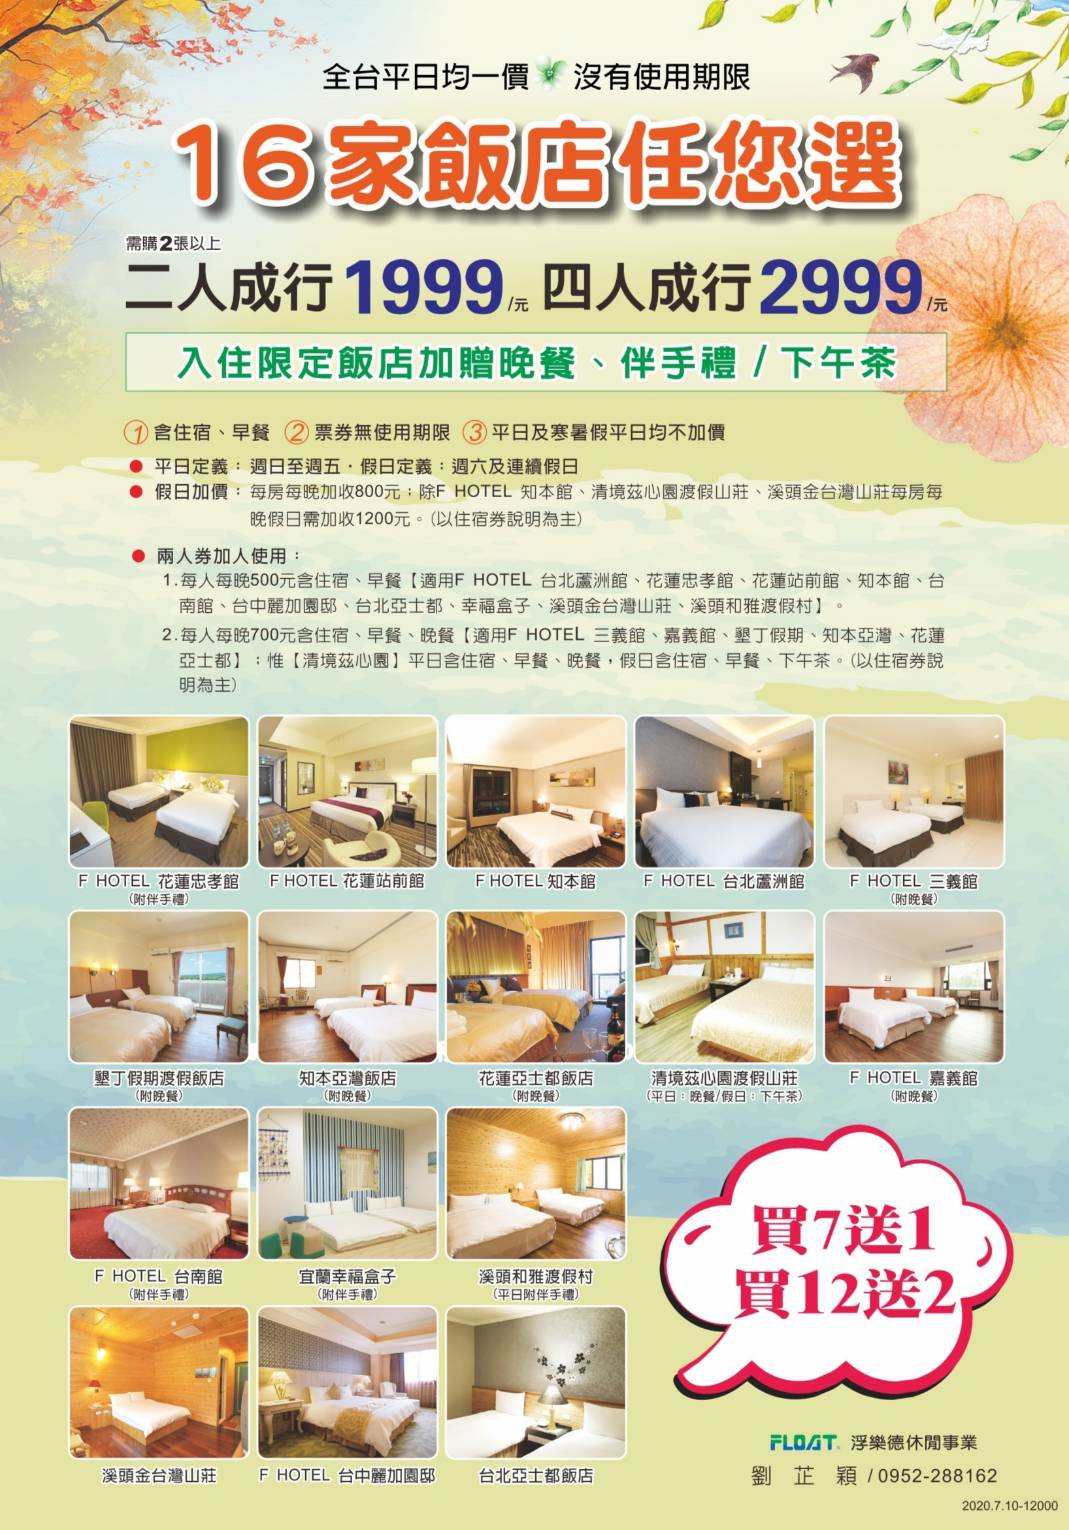 全台平日均一價 沒有使用期限
16家飯店任您選
需購2張以上
二人成行1999/元 四人成行2999/元
入住限定飯店加贈晚餐、伴手禮/下午茶
①含住宿、早餐 ②票券無使用期限 ③平日及寒暑假平日均不加價
● 平日定義：週日至週五．假日定義：週六及連續假日
● 假日加價：每房每晚加收800元；除F HOTEL 知本館、清境茲心園渡假山莊、溪頭金台灣山莊每房每
晚假日需加收1200元。(以住宿券說明為主)
● 兩人券加人使用：
1.每人每晚500元含住宿、早餐【適用F HOTEL 台北蘆洲館、花蓮忠孝館、花蓮站前館、知本館、台
南館、台中麗加園邸、台北亞士都、幸福盒子、溪頭金台灣山莊、溪頭和雅渡假村】。
2.每人每晚700元含住宿、早餐、晚餐【適用F HOTEL 三義館、嘉義館、墾丁假期、知本亞灣、花蓮
亞士都】；惟【清境茲心園】平日含住宿、早餐、晚餐，假日含住宿、早餐、下午茶。(以住宿券說
明為主)
F HOTEL 花蓮忠孝館
(附伴手禮)
F HOTEL 花蓮站前館
F HOTEL 知本館
F HOTEL 台北蘆洲館
F HOTEL 三義館
(附晚餐)
墾丁假期渡假飯店
(附晚餐)
知本亞灣飯店
(附晚餐)
花蓮亞士都飯店
(附晚餐)
清境茲心園渡假山莊
(平日：晚餐/假日：下午茶)
F HOTEL 嘉義館
(附晚餐)
F HOTEL 台南館
(附伴手禮)
宜蘭幸福盒子
(附伴手禮)
溪頭和雅渡假村
(平日附伴手禮)
買7送1
買12送2
溪頭金台灣山莊
F HOTEL 台中麗加園邸
台北亞士都飯店
FLOAT 浮樂德休閒事業
劉芷穎/0952-288162
2020.7.10-12000